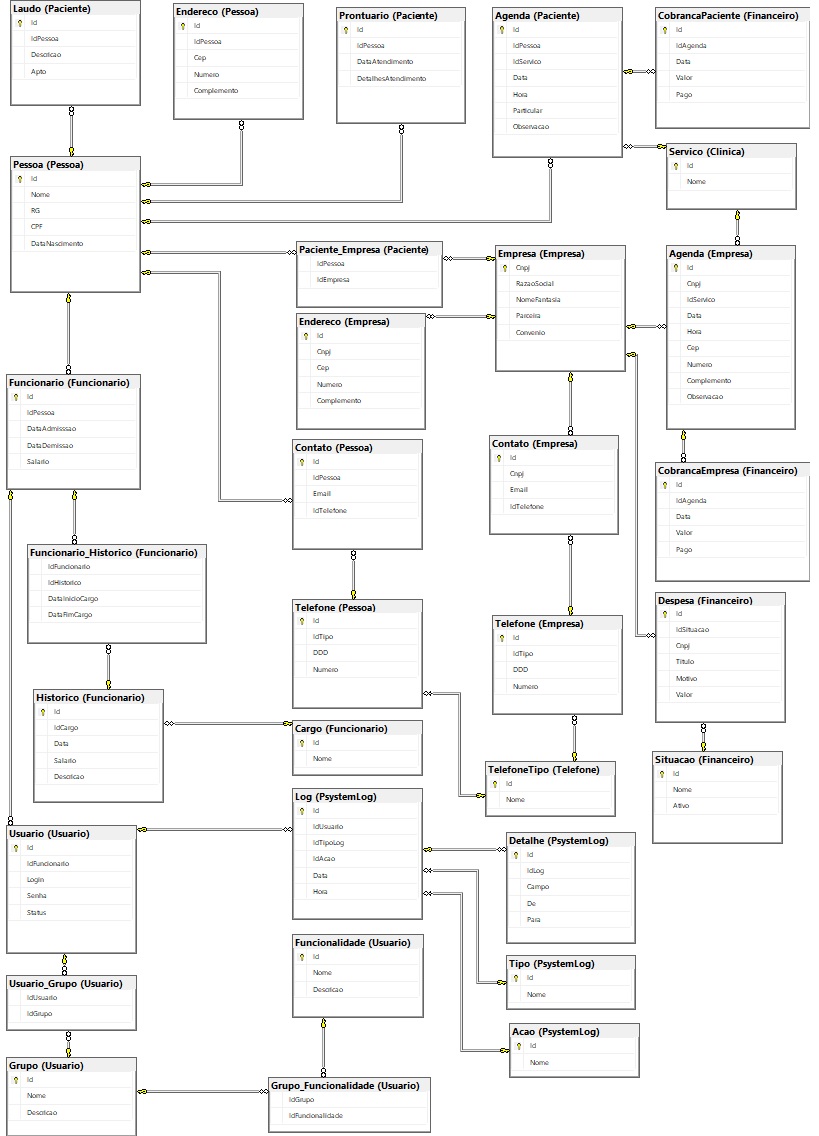 Laudo (Paciente)
Id
IdPessoa
Descricao
Apto
Endereco (Pessoa)
Id
IdPessoa
Cep
Numero
Complemento
Prontuario (Paciente)
Id
IdPessoa
DataAtendimento
DetalhesAtendimento
Agenda (Paciente)
Id
IdPessoa
IdServico
Data
Hora
Particular
Observacao
CobrancaPaciente (Financeiro)
Id
IdAgenda
Data
Valor
Pago
Servico (Clinica)
Id
Nome
Pessoa (Pessoa)
Id
Nome
RG
CPF
DataNascimento
Paciente_Empresa (Paciente)
IdPessoa
IdEmpresa
Empresa (Empresa)
Cnpj
RazaoSocial
NomeFantasia
Parceira
Convenio
Agenda (Empresa)
Id
Cnpj
IdServico
Data
Hora
Cep
Numero
Complemento
Observacao
Endereco (Empresa)
Id
Cnpj
Cep
Numero
Complemento
Funcionario (Funcionario)
Id
IdPessoa
DataAdmisssao
DataDemissao
Salario
Contato (Pessoa)
Id
IdPessoa
Email
IdTelefone
Contato (Empresa)
Id
Cnpj
Email
IdTelefone
CobrancaEmpresa (Financeiro)
Id
IdAgenda
Data
Valor
Pago
Funcionario_Historico (Funcionario)
IdFuncionario
IdHistorico
DataInicioCargo
DataFimCargo
Telefone (Pessoa)
Id
IdTipo
DDD
Numero
Telefone (Empresa)
Id
IdTipo
DDD
Numero
Despesa (Financeiro)
Id
IdSituacao
Cnpj
Titulo
Motivo
Valor
Historico (Funcionario)
Id
IdCargo
Data
Salario
Descricao
Cargo (Funcionario)
Id
Nome
TelefoneTipo (Telefone)
Id
Nome
Situacao (Financeiro)
Id
Nome
Ativo
Usuario (Usuario)
Id
IdFuncionario
Login
Senha
Status
Log (PsystemLog)
Id
IdUsuario
IdTipoLog
IdAcao
Data
Hora
Detalhe (PsystemLog)
Id
IdLog
Campo
De
Para
Funcionalidade (Usuario)
Id
Nome
Descricao
Tipo (PsystemLog)
Id
Nome
Usuario_Grupo (Usuario)
IdUsuario
IdGrupo
Acao (PsystemLog)
Id
Nome
Grupo (Usuario)
Id
Nome
Descricao
Grupo_Funcionalidade (Usuario)
IdGrupo
IdFuncionalidade